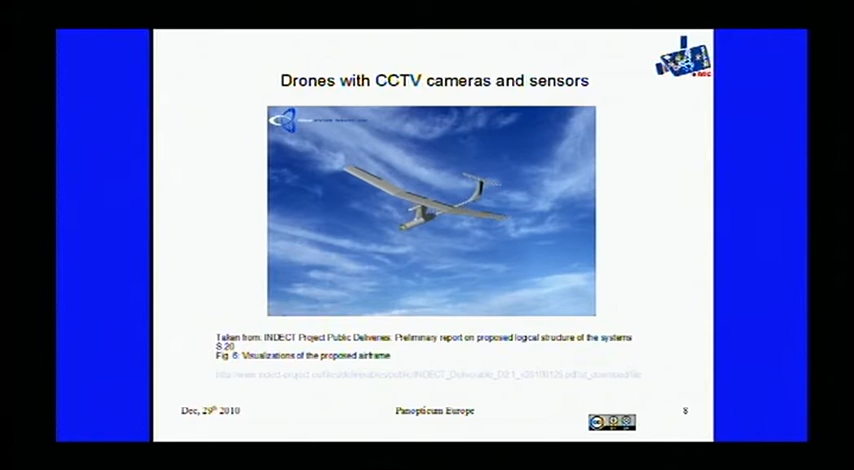 Drones with CCTV cameras and sensors
Taken from: INDECT Project Public Deliveries: Preliminary report on proposed logical structure of the systems
S.20
Fig. 6: Visualizations of the proposed airframe
Dec, 29th 2010
Panopticum Europe
8